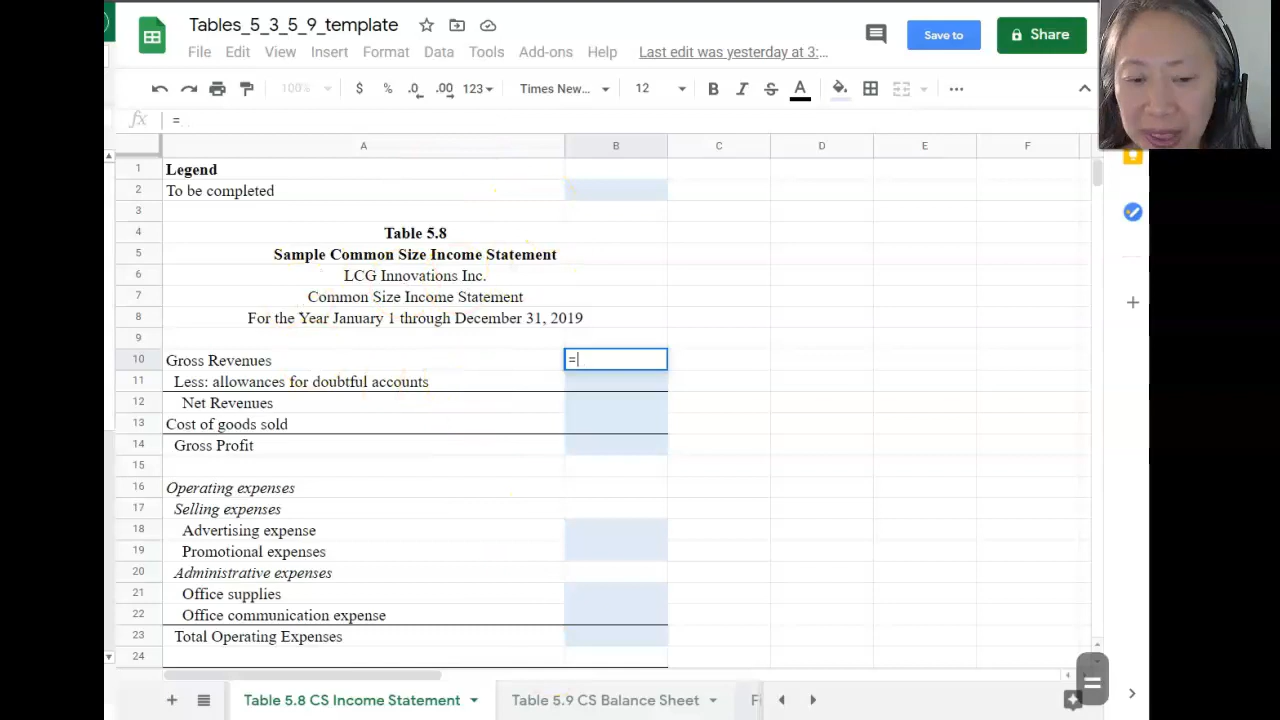 Tables_5_3_5_9_template
File Edit View Insert Format Data Tools Add-ons Help Last edit was yesterday at 3:...
Save to
Share
100% $ % .0 .00 123 Times New... 12 B I S A
fx =
A B C D E F
1 Legend
2 To be completed
3
4 Table 5.8
5 Sample Common Size Income Statement
6 LCG Innovations Inc.
7 Common Size Income Statement
8 For the Year January 1 through December 31, 2019
9
10 Gross Revenues =
11 Less: allowances for doubtful accounts
12 Net Revenues
13 Cost of goods sold
14 Gross Profit
15
16 Operating expenses
17 Selling expenses
18 Advertising expense
19 Promotional expenses
20 Administrative expenses
21 Office supplies
22 Office communication expense
23 Total Operating Expenses
24
=
Table 5.8 CS Income Statement Table 5.9 CS Balance Sheet